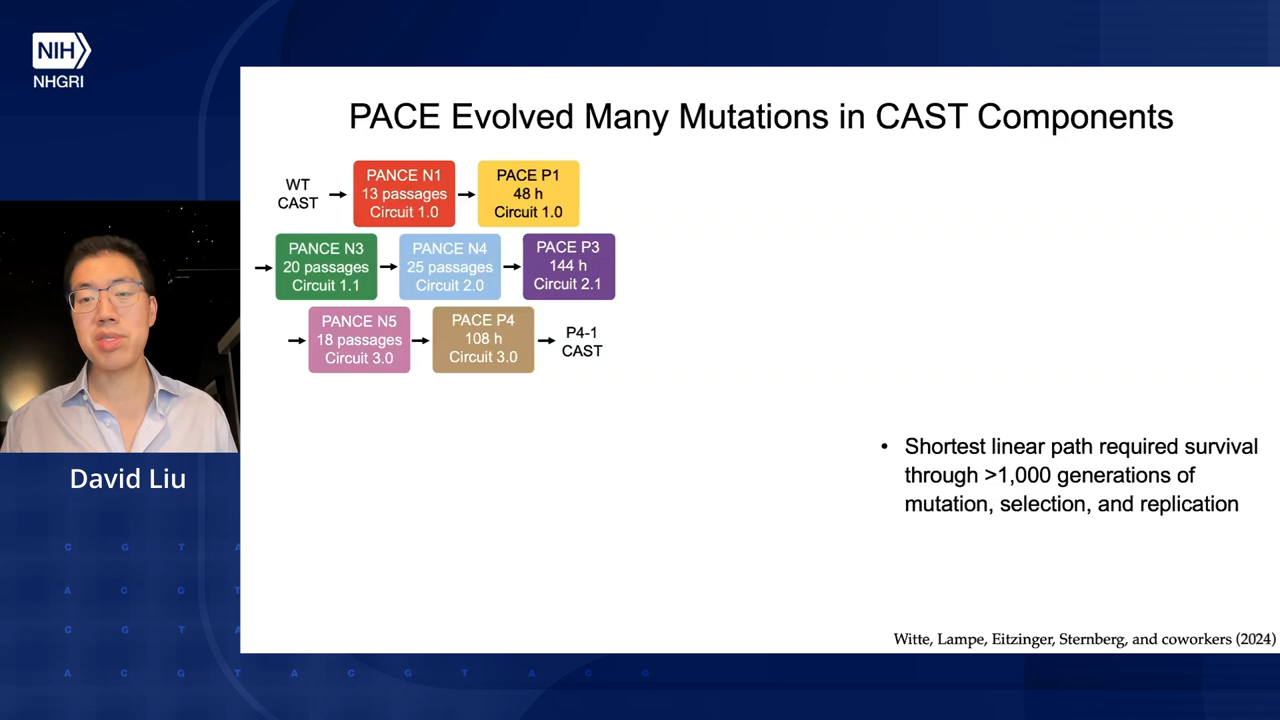 NIH
NHGRI
PACE Evolved Many Mutations in CAST Components
WT
CAST
PANCE N1
13 passages
Circuit 1.0
PACE P1
48 h
Circuit 1.0
PANCE N3
20 passages
Circuit 1.1
PANCE N4
25 passages
Circuit 2.0
PACE P3
144 h
Circuit 2.1
PANCE N5
18 passages
Circuit 3.0
PACE P4
108 h
Circuit 3.0
P4-1
CAST
• Shortest linear path required survival
through >1,000 generations of
mutation, selection, and replication
Witte, Lampe, Eitzinger, Sternberg, and coworkers (2024)
David Liu
C G T A
A C G T
C G T A
A C G T A C G T A C G